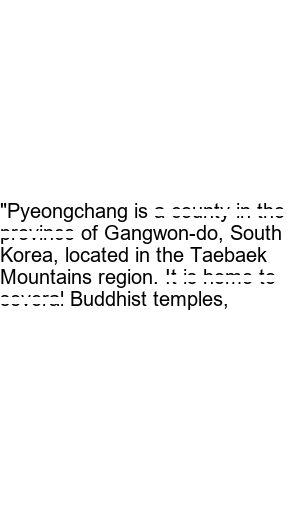 "Pyeongchang is a county in the
province of Gangwon-do, South
Korea, located in the Taebaek
Mountains region. It is home to
several Buddhist temples,